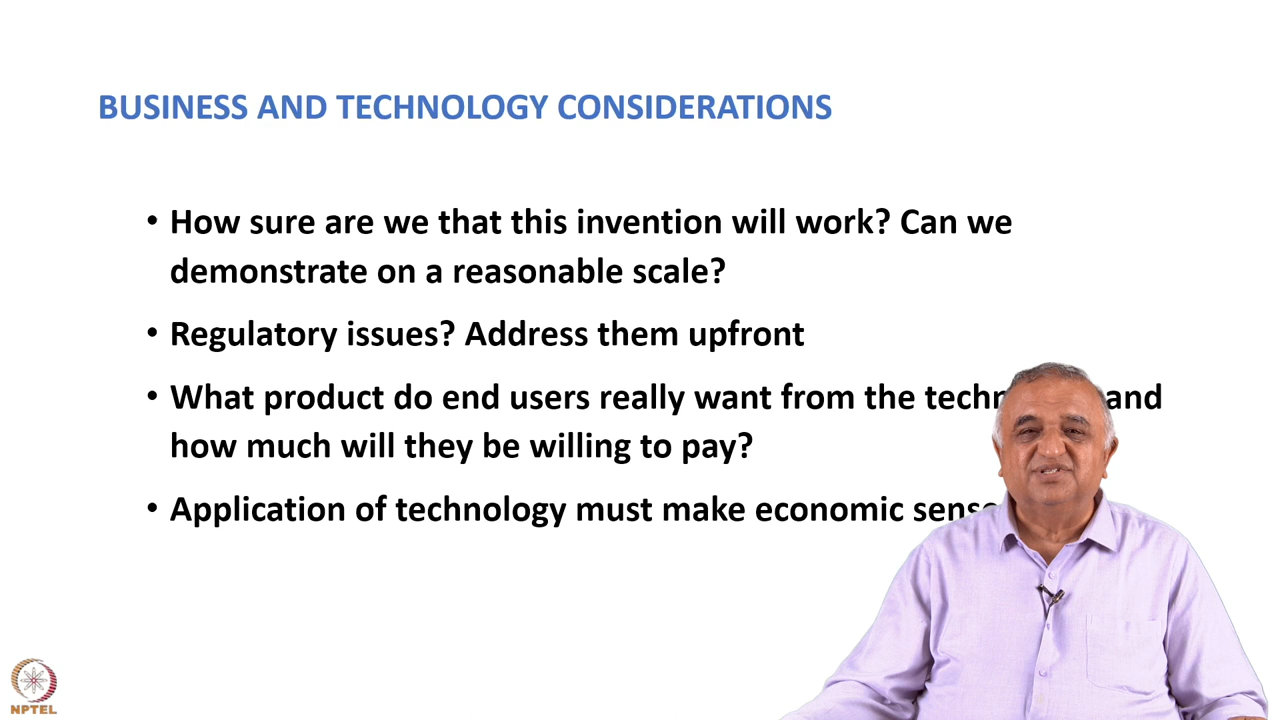 BUSINESS AND TECHNOLOGY CONSIDERATIONS
• How sure are we that this invention will work? Can we
demonstrate on a reasonable scale?
• Regulatory issues? Address them upfront
• What product do end users really want from the and
how much will they be willing to pay?
• Application of technology must make economic sense
NPTEL